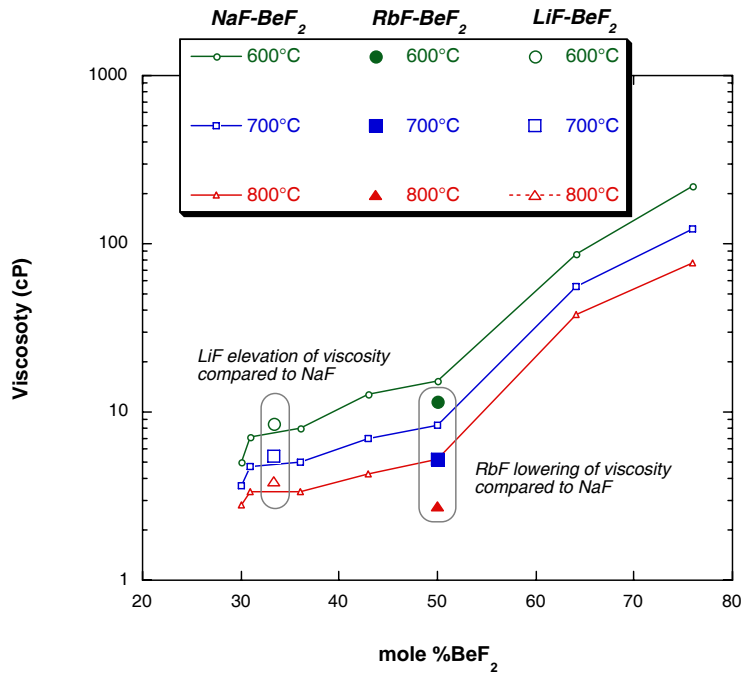 NaF-BeF₂ RbF-BeF₂ LiF-BeF₂
600°C 600°C 600°C
700°C 700°C 700°C
800°C 800°C 800°C
1000
100
10
1
Viscosoty (cP)
LiF elevation of viscosity
compared to NaF
RbF lowering of viscosity
compared to NaF
20 30 40 50 60 70 80
mole %BeF₂